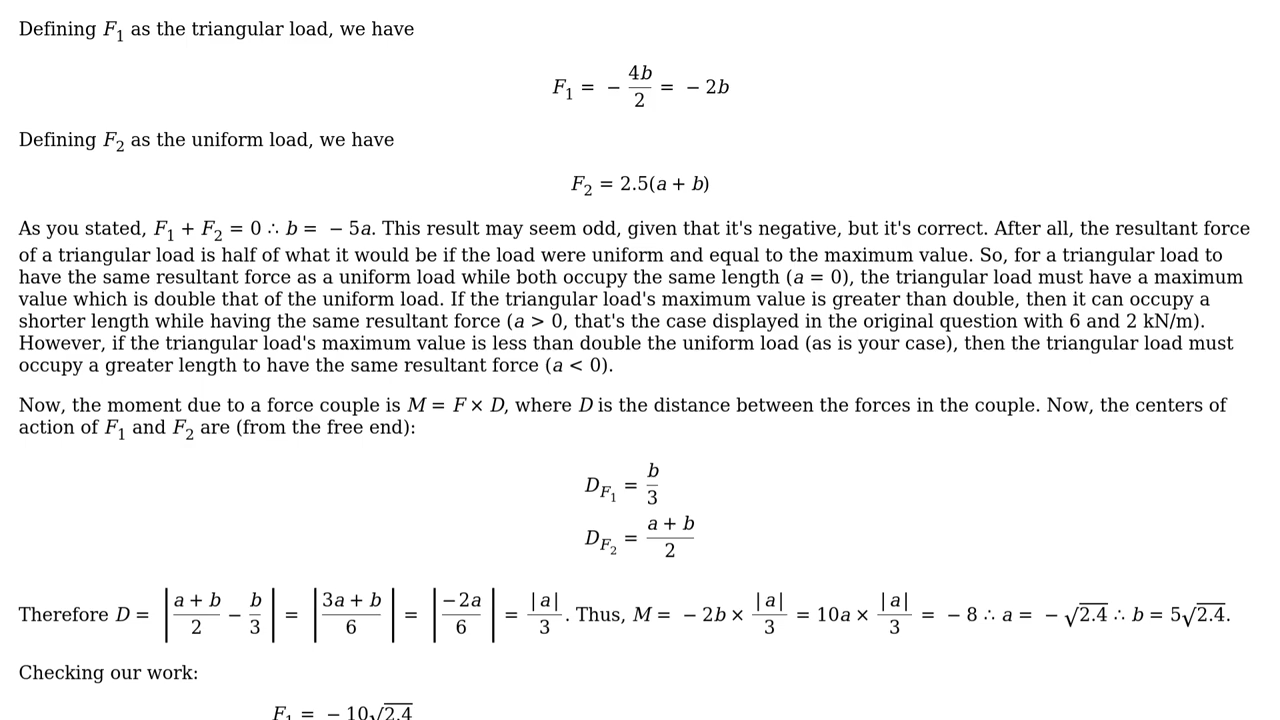 Defining F₁ as the triangular load, we have
F₁ = − 4b/2 = − 2b
Defining F₂ as the uniform load, we have
F₂ = 2.5(a + b)
As you stated, F₁ + F₂ = 0 ∴ b = − 5a. This result may seem odd, given that it's negative, but it's correct. After all, the resultant force
of a triangular load is half of what it would be if the load were uniform and equal to the maximum value. So, for a triangular load to
have the same resultant force as a uniform load while both occupy the same length (a = 0), the triangular load must have a maximum
value which is double that of the uniform load. If the triangular load's maximum value is greater than double, then it can occupy a
shorter length while having the same resultant force (a > 0, that's the case displayed in the original question with 6 and 2 kN/m).
However, if the triangular load's maximum value is less than double the uniform load (as is your case), then the triangular load must
occupy a greater length to have the same resultant force (a < 0).
Now, the moment due to a force couple is M = F × D, where D is the distance between the forces in the couple. Now, the centers of
action of F₁ and F₂ are (from the free end):
D_F₁ = b/3
D_F₂ = (a + b)/2
Therefore D = |(a + b)/2 − b/3| = |(3a + b)/6| = |−2a/6| = |a|/3. Thus, M = − 2b × |a|/3 = 10a × |a|/3 = − 8 ∴ a = − √2.4 ∴ b = 5√2.4.
Checking our work:
F₁ = − 10√2.4